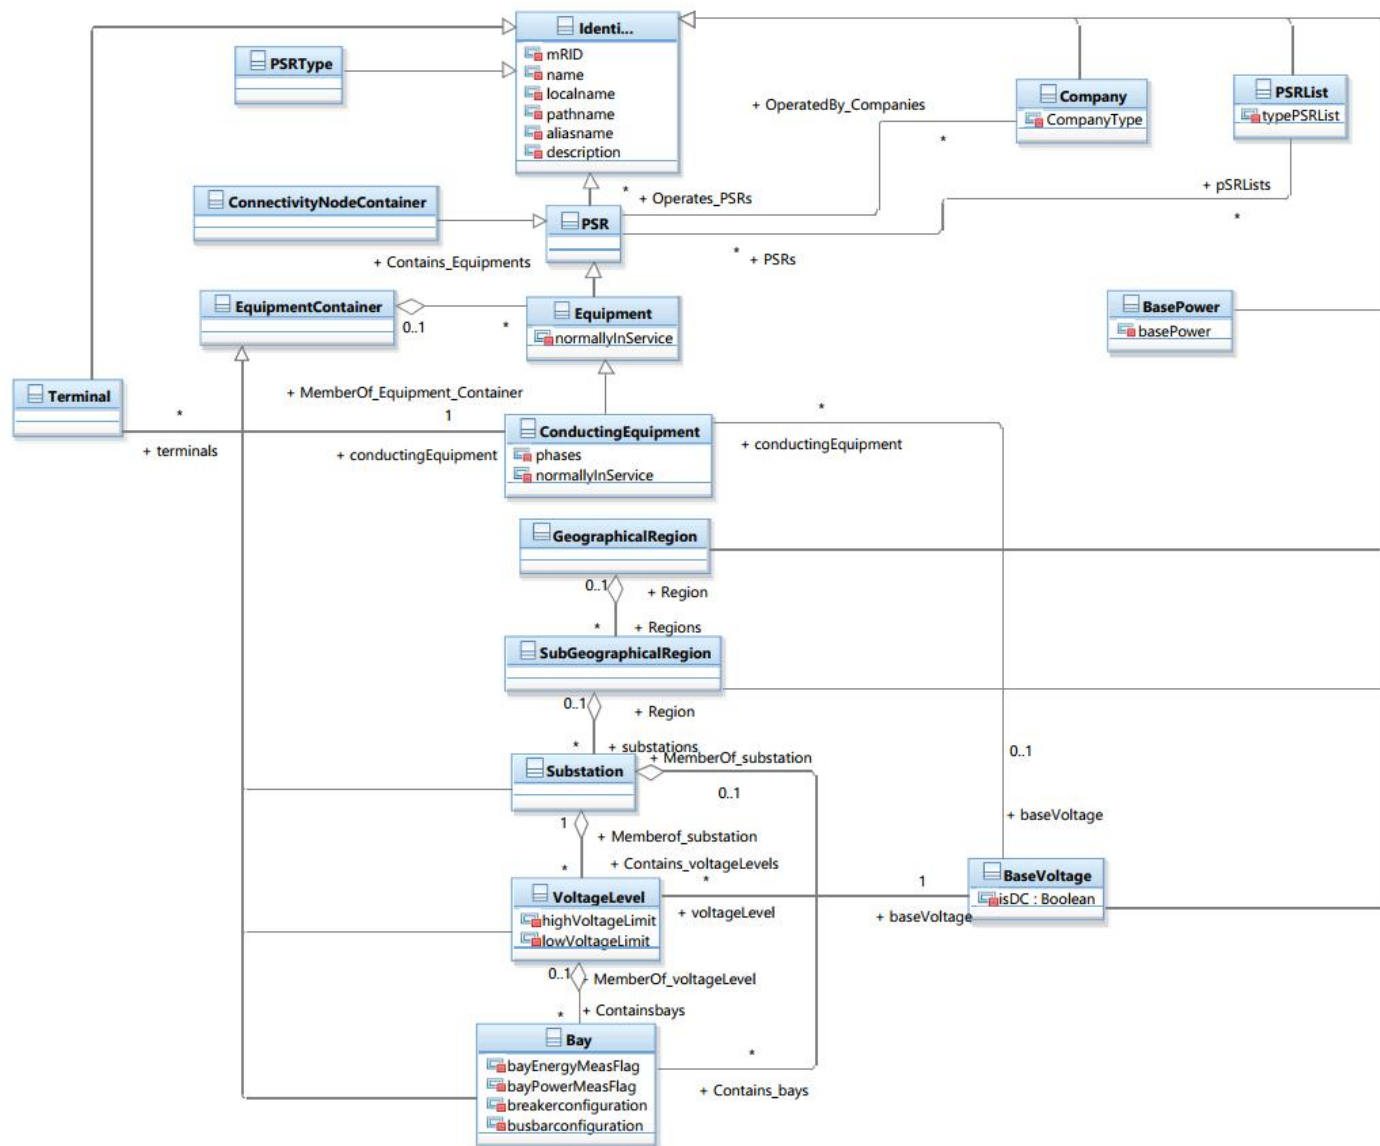 Identi...
mRID
name
localname
pathname
aliasname
description
PSRType
Company
CompanyType
PSRList
typePSRList
+ OperatedBy_Companies
*
+ pSRLists
*
ConnectivityNodeContainer
*
+ Operates_PSRs
PSR
*
+ PSRs
+ Contains_Equipments
EquipmentContainer
0..1
*
Equipment
normallyInService
BasePower
basePower
Terminal
*
+ terminals
+ MemberOf_Equipment_Container
1
+ conductingEquipment
ConductingEquipment
phases
normallyInService
*
+ conductingEquipment
GeographicalRegion
0..1
+ Region
*
+ Regions
SubGeographicalRegion
0..1
+ Region
*
+ substations
+ MemberOf_substation
Substation
0..1
0..1
+ baseVoltage
1
+ Memberof_substation
*
+ Contains_voltageLevels
VoltageLevel
highVoltageLimit
lowVoltageLimit
*
+ voltageLevel
1
+ baseVoltage
BaseVoltage
isDC : Boolean
0..1
+ MemberOf_voltageLevel
*
+ Containsbays
Bay
bayEnergyMeasFlag
bayPowerMeasFlag
breakerconfiguration
busbarconfiguration
*
+ Contains_bays